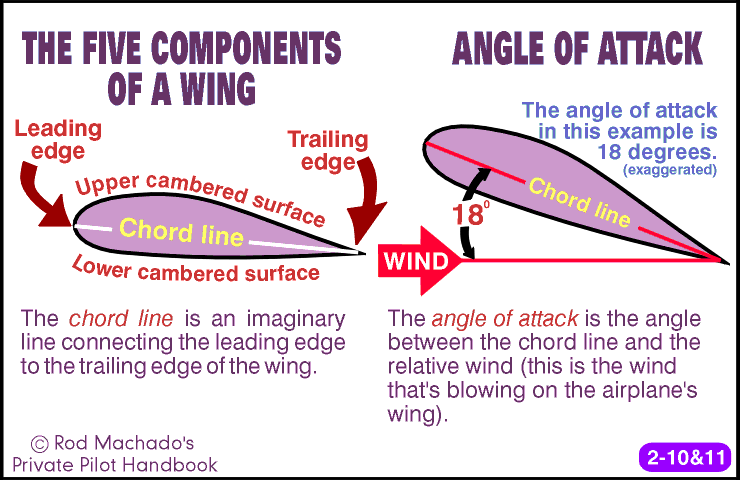 THE FIVE COMPONENTS
OF A WING
Leading
edge
Trailing
edge
Upper cambered surface
Chord line
Lower cambered surface
The chord line is an imaginary
line connecting the leading edge
to the trailing edge of the wing.
© Rod Machado's
Private Pilot Handbook
ANGLE OF ATTACK
The angle of attack
in this example is
18 degrees.
(exaggerated)
Chord line
18°
WIND
The angle of attack is the angle
between the chord line and the
relative wind (this is the wind
that's blowing on the airplane's
wing).
2-10&11